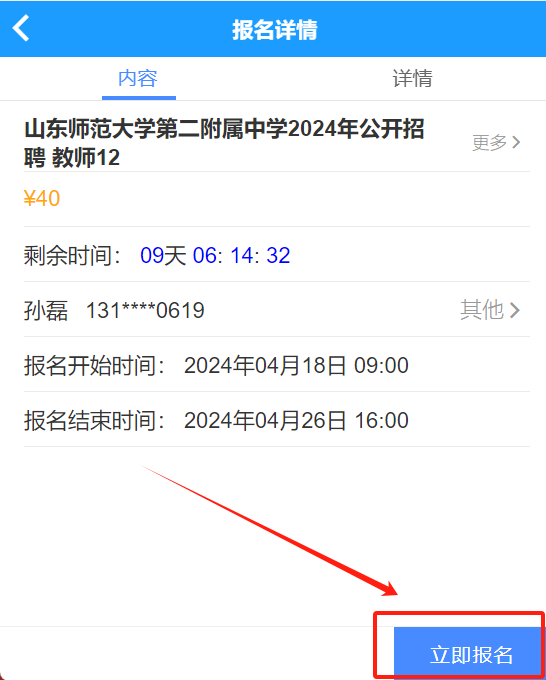 报名详情
内容 详情
山东师范大学第二附属中学2024年公开招
聘 教师12
更多
¥40
剩余时间： 09天 06: 14: 32
孙磊 131****0619 其他
报名开始时间： 2024年04月18日 09:00
报名结束时间： 2024年04月26日 16:00
立即报名